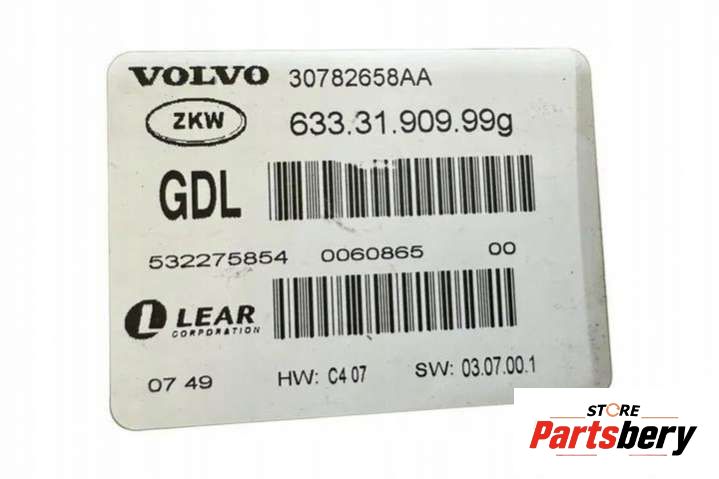 VOLVO 30782658AA
ZKW 633.31.909.99g
GDL
532275854 0060865 00
LEAR
CORPORATION
07 49 HW: C4 07 SW: 03.07.00.1
STORE
Partsbery